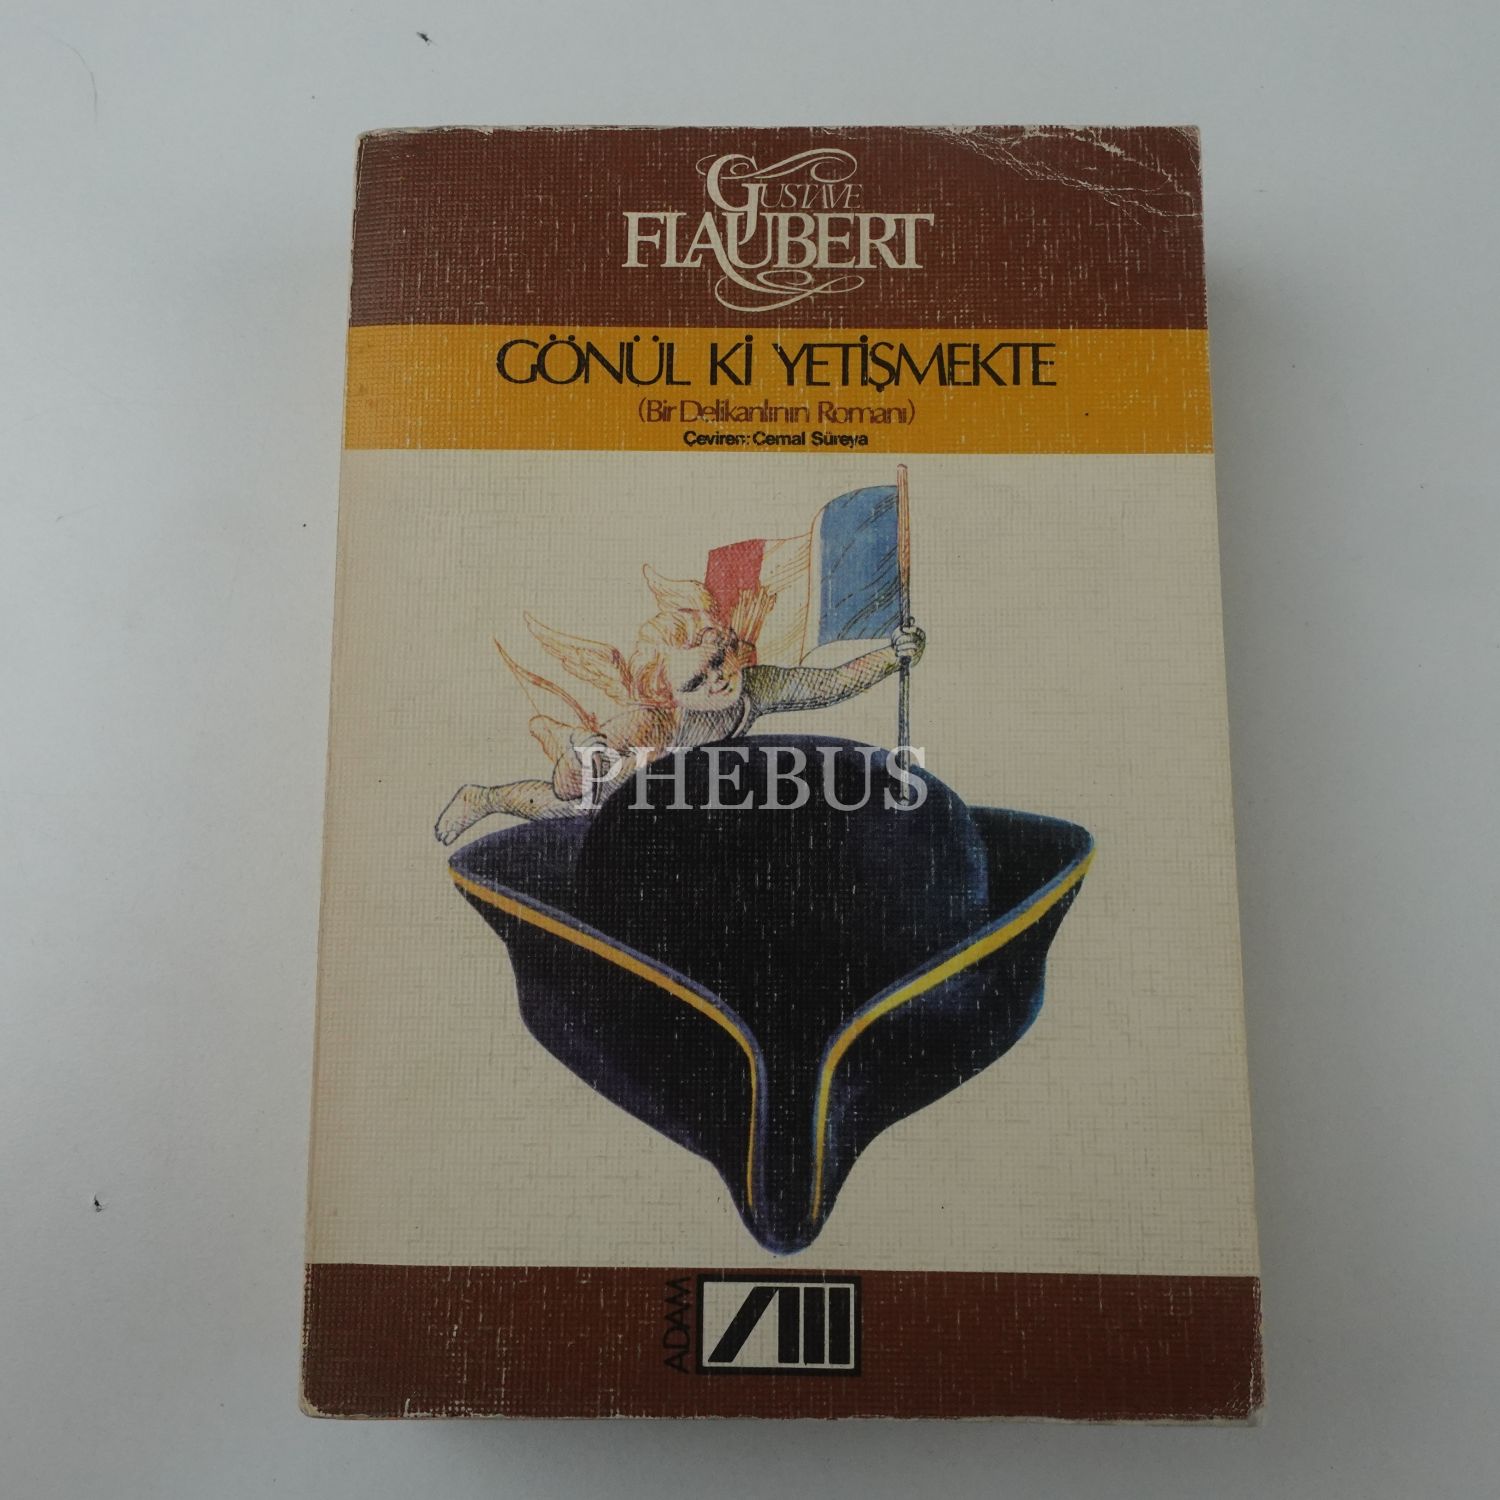 GUSTAVE
FLAUBERT
GÖNÜL Kİ YETİŞMEKTE
(Bir Delikanlının Romanı)
Çeviren: Cemal Süreya
PHEBUS
ADAM